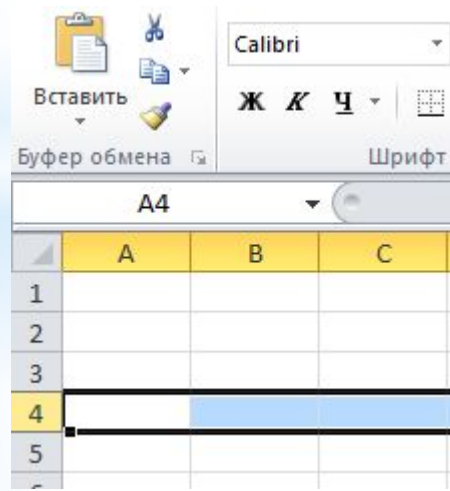 Calibri
Вставить
Ж К Ч
Буфер обмена
Шрифт
A4
A B C
1
2
3
4
5